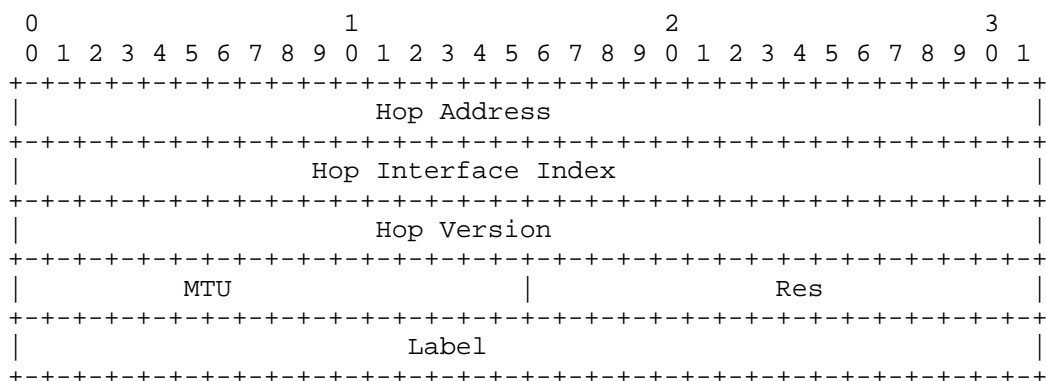 0                   1                   2                   3
 0 1 2 3 4 5 6 7 8 9 0 1 2 3 4 5 6 7 8 9 0 1 2 3 4 5 6 7 8 9 0 1
+-+-+-+-+-+-+-+-+-+-+-+-+-+-+-+-+-+-+-+-+-+-+-+-+-+-+-+-+-+-+-+-+
|                      Hop Address                              |
+-+-+-+-+-+-+-+-+-+-+-+-+-+-+-+-+-+-+-+-+-+-+-+-+-+-+-+-+-+-+-+-+
|                  Hop Interface Index                          |
+-+-+-+-+-+-+-+-+-+-+-+-+-+-+-+-+-+-+-+-+-+-+-+-+-+-+-+-+-+-+-+-+
|                      Hop Version                              |
+-+-+-+-+-+-+-+-+-+-+-+-+-+-+-+-+-+-+-+-+-+-+-+-+-+-+-+-+-+-+-+-+
|          MTU                  |               Res             |
+-+-+-+-+-+-+-+-+-+-+-+-+-+-+-+-+-+-+-+-+-+-+-+-+-+-+-+-+-+-+-+-+
|                        Label                                  |
+-+-+-+-+-+-+-+-+-+-+-+-+-+-+-+-+-+-+-+-+-+-+-+-+-+-+-+-+-+-+-+-+